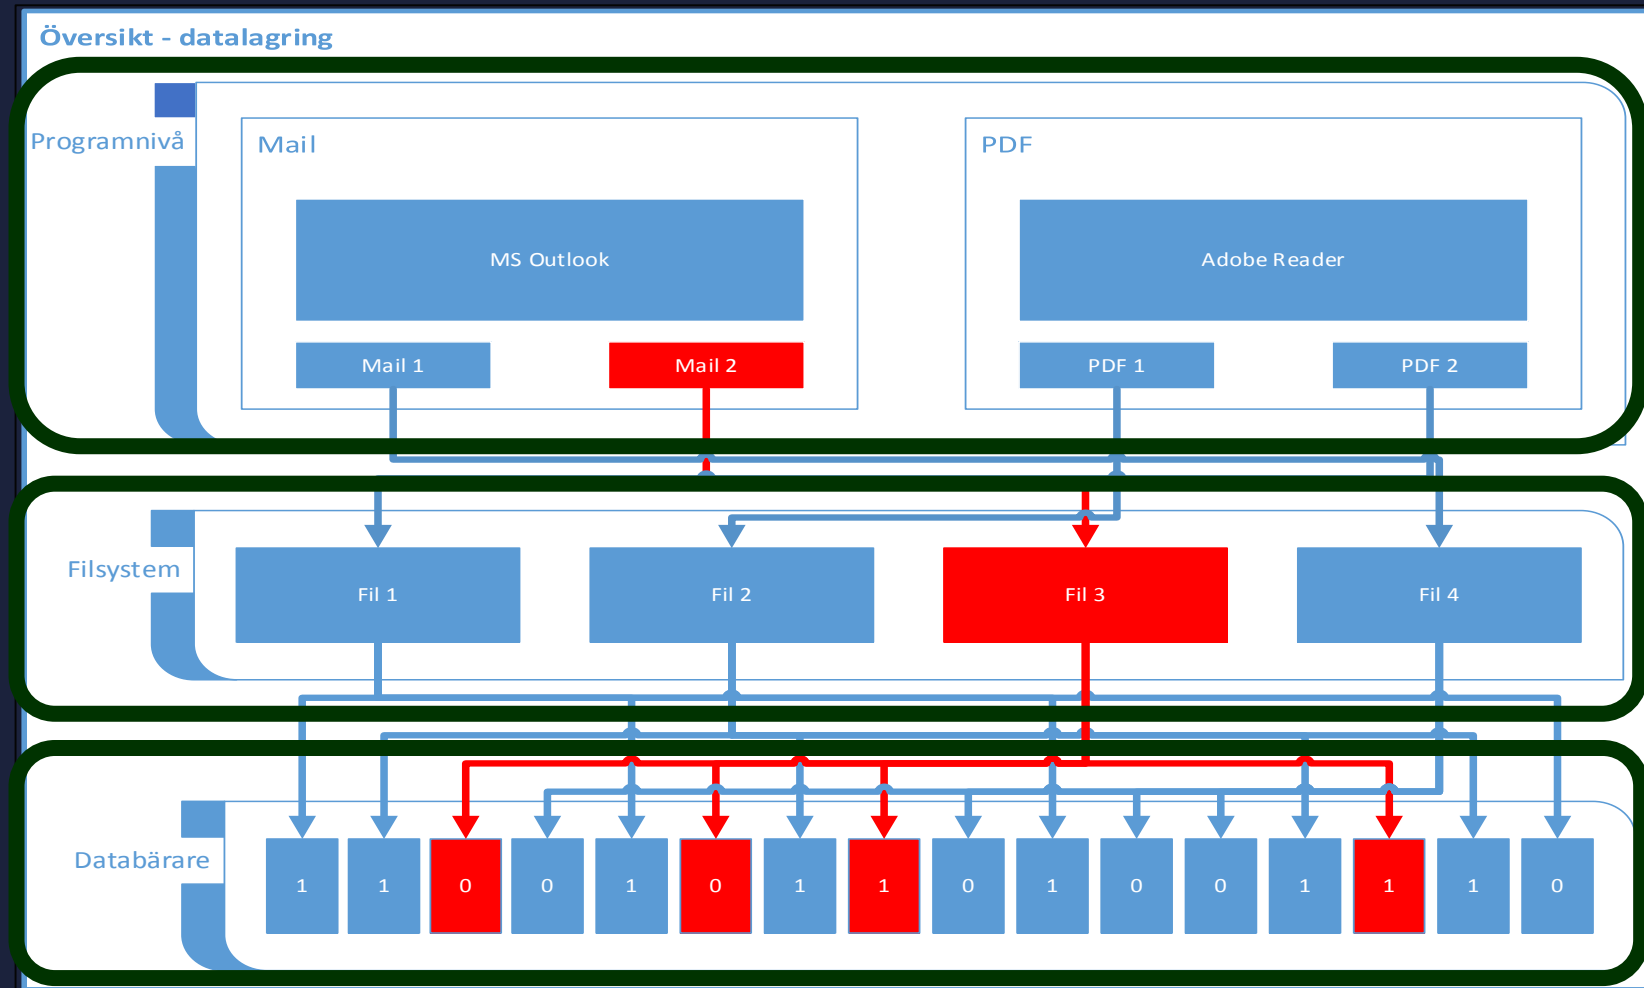 Översikt - datalagring
Programnivå
Mail
PDF
MS Outlook
Adobe Reader
Mail 1
Mail 2
PDF 1
PDF 2
Filsystem
Fil 1
Fil 2
Fil 3
Fil 4
Databärare
1 1 0 0 1 0 1 1 0 1 0 0 1 1 1 0